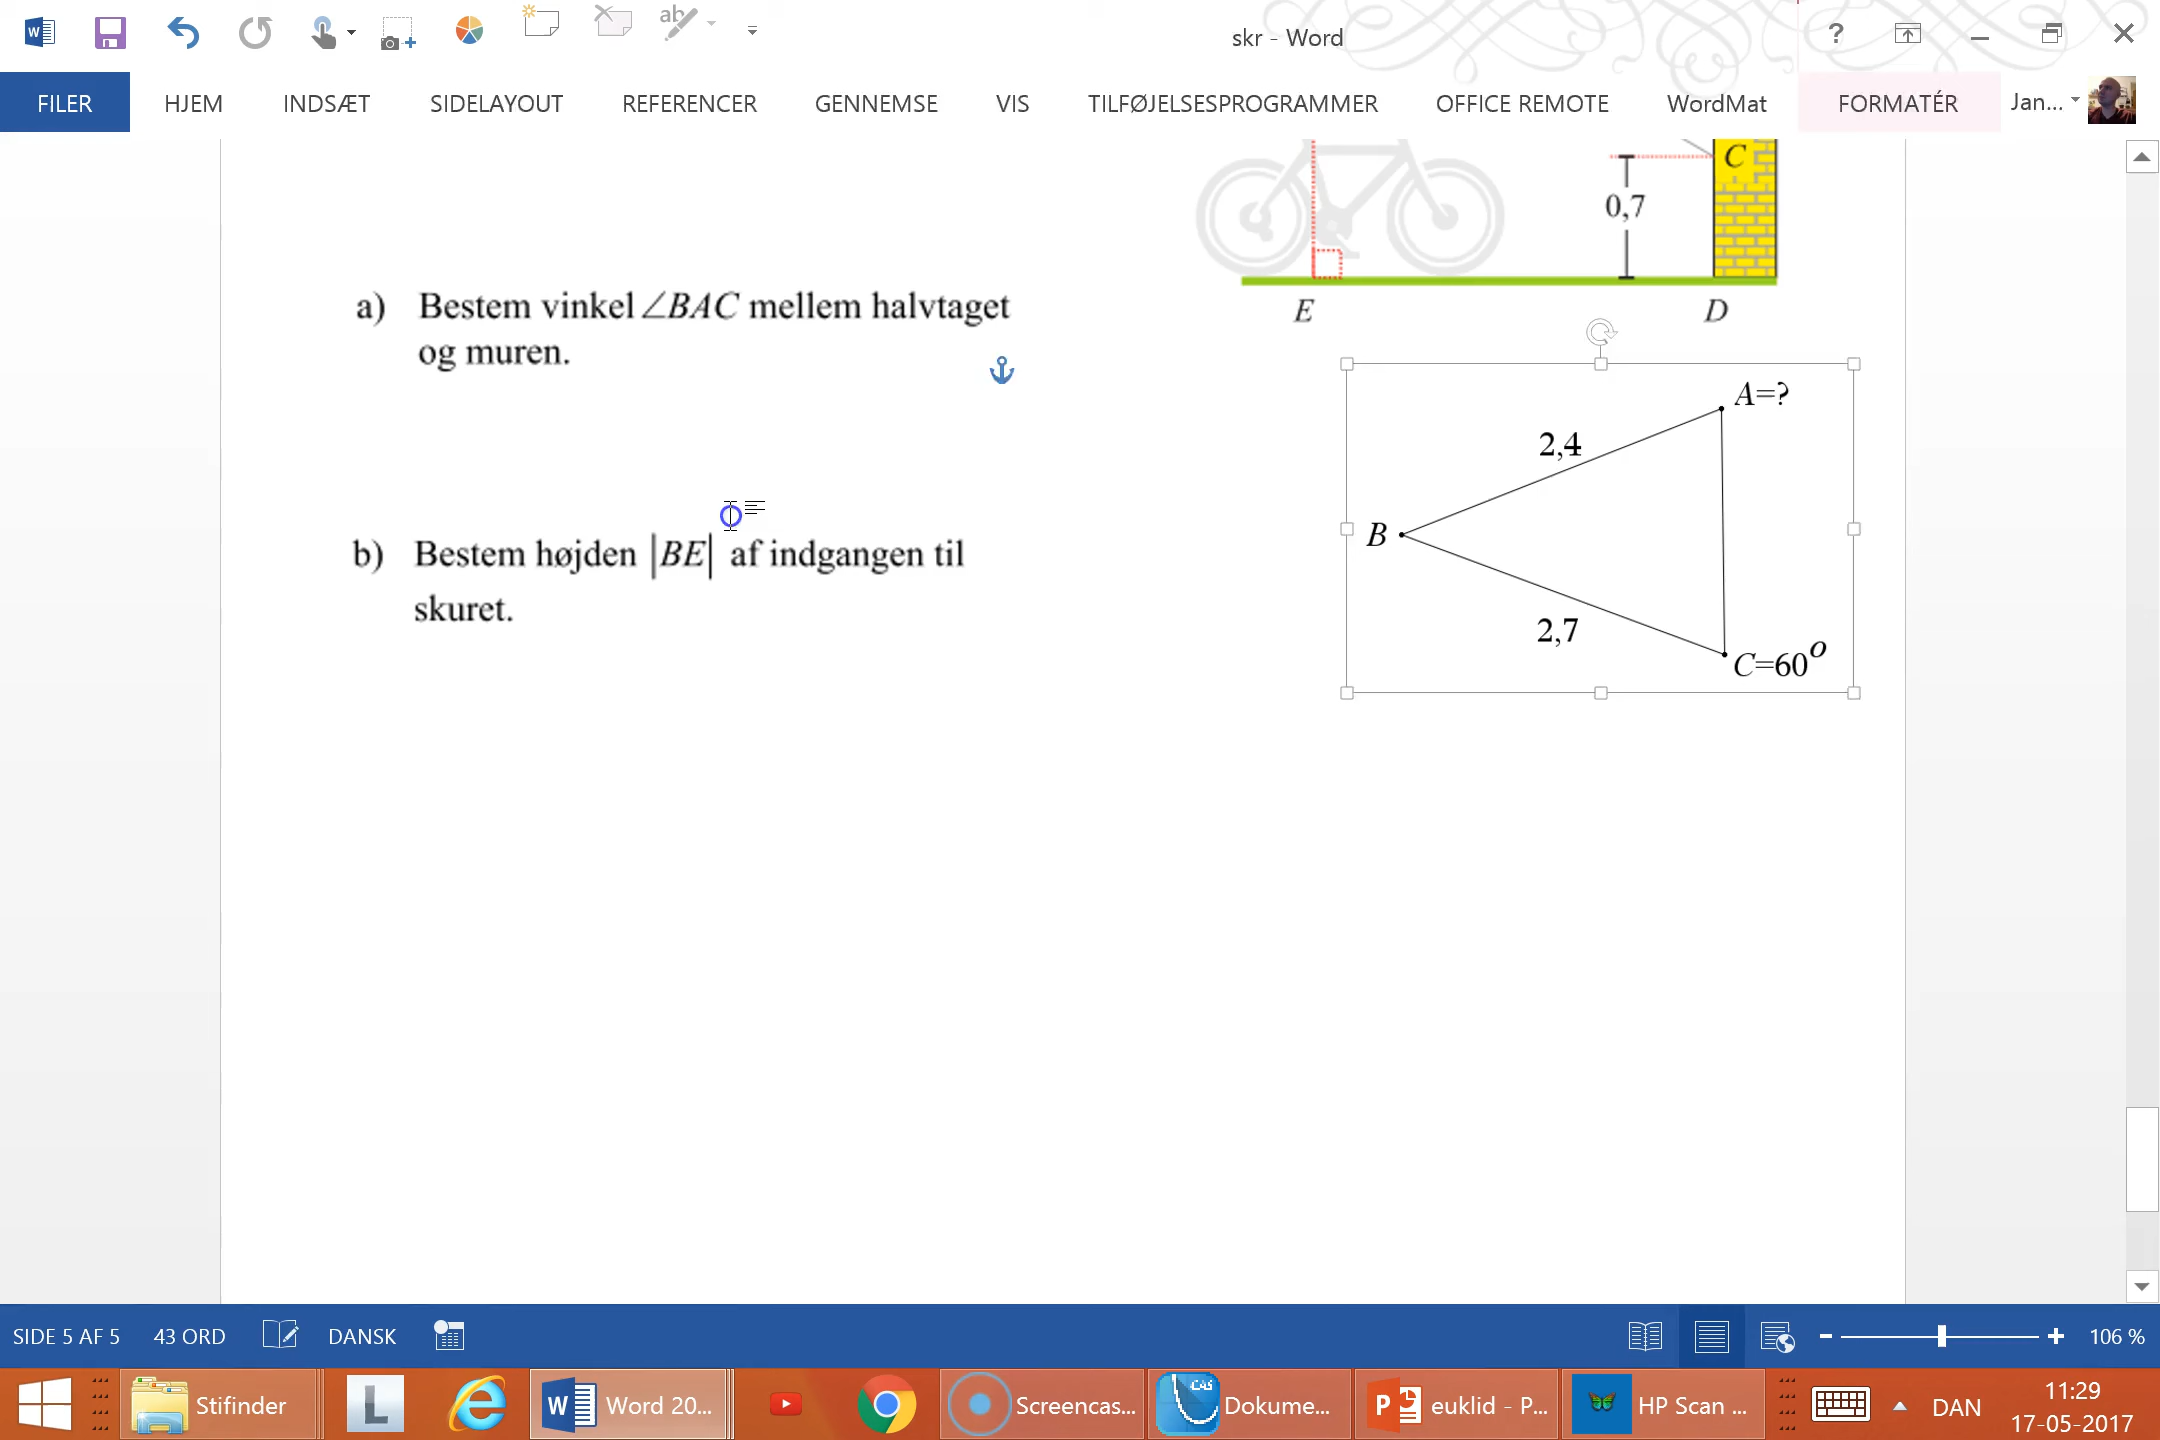 skr - Word
?
FILER HJEM INDSÆT SIDELAYOUT REFERENCER GENNEMSE VIS TILFØJELSESPROGRAMMER OFFICE REMOTE WordMat FORMATÉR Jan...
C
0,7
E
D
a) Bestem vinkel ∠BAC mellem halvtaget
og muren.
A=?
2,4
B
2,7
C=60°
b) Bestem højden |BE| af indgangen til
skuret.
SIDE 5 AF 5 43 ORD DANSK 106 %
Stifinder L Word 20... Screencas... CAS Dokume... P euklid - P... HP Scan ... DAN 11:29
17-05-2017